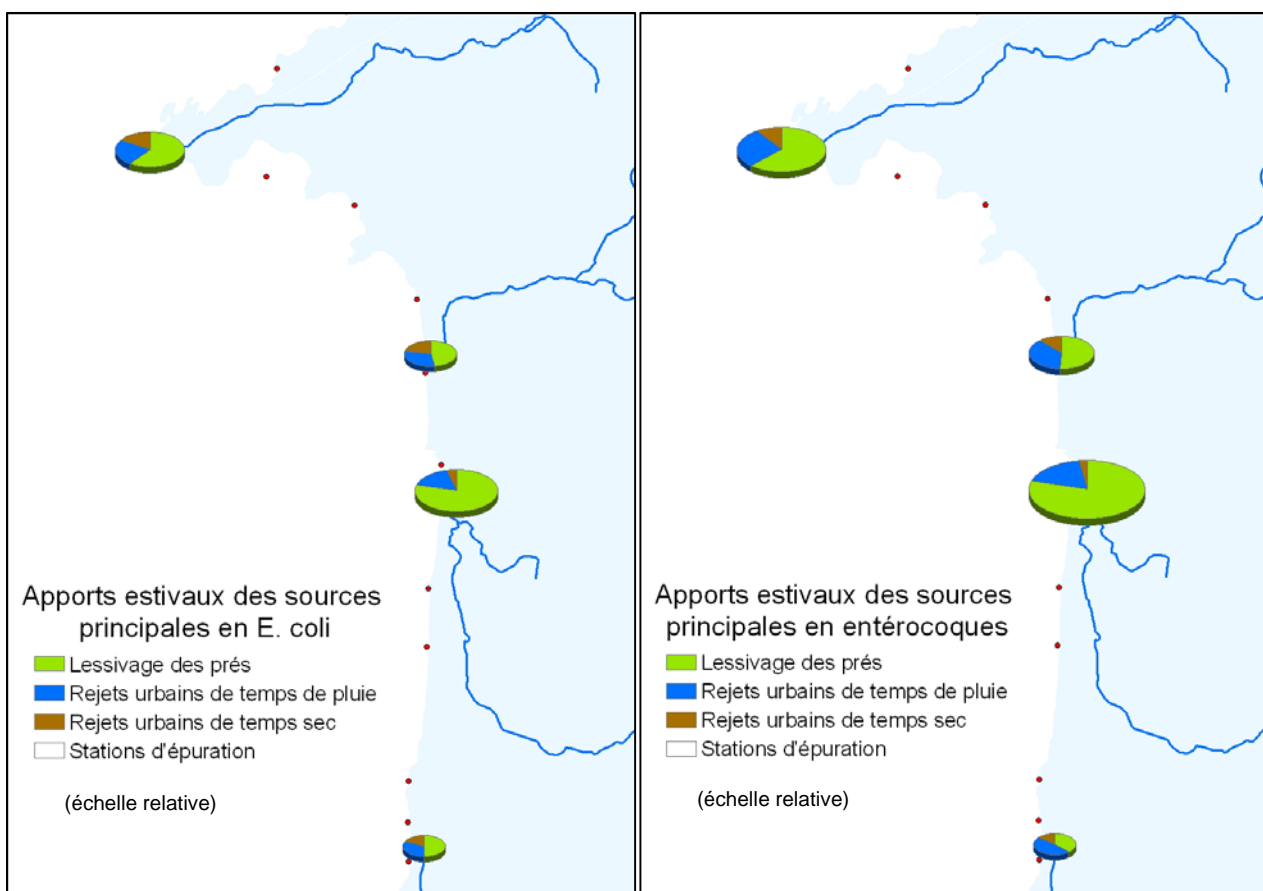 Apports estivaux des sources
principales en E. coli
Lessivage des prés
Rejets urbains de temps de pluie
Rejets urbains de temps sec
Stations d'épuration
(échelle relative)
Apports estivaux des sources
principales en entérocoques
Lessivage des prés
Rejets urbains de temps de pluie
Rejets urbains de temps sec
Stations d'épuration
(échelle relative)